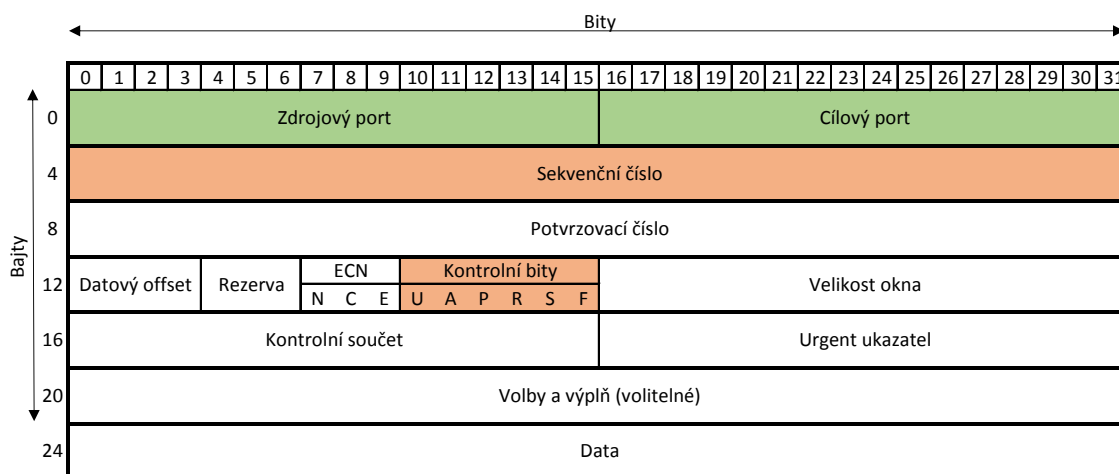 Bity
0 1 2 3 4 5 6 7 8 9 10 11 12 13 14 15 16 17 18 19 20 21 22 23 24 25 26 27 28 29 30 31
Bajty
0 Zdrojový port Cílový port
4 Sekvenční číslo
8 Potvrzovací číslo
12 Datový offset Rezerva ECN Kontrolní bity Velikost okna
N C E U A P R S F
16 Kontrolní součet Urgent ukazatel
20 Volby a výplň (volitelné)
24 Data